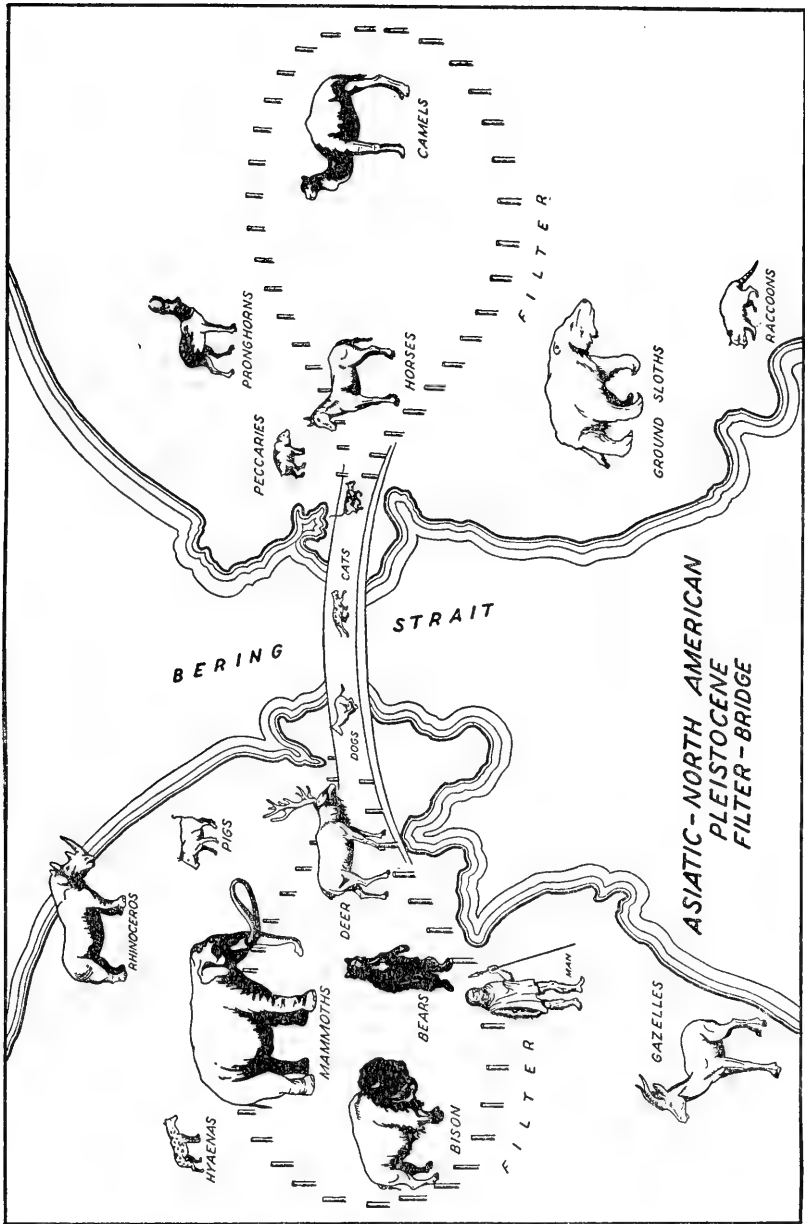 RHINOCEROS
HYAENAS
PIGS
MAMMOTHS
DEER
BISON
BEARS
MAN
FILTER
GAZELLES
DOGS
CATS
BERING
STRAIT
PRONGHORNS
PECCARIES
HORSES
CAMELS
FILTER
GROUND SLOTHS
RACCOONS
ASIATIC-NORTH AMERICAN
PLEISTOCENE
FILTER-BRIDGE